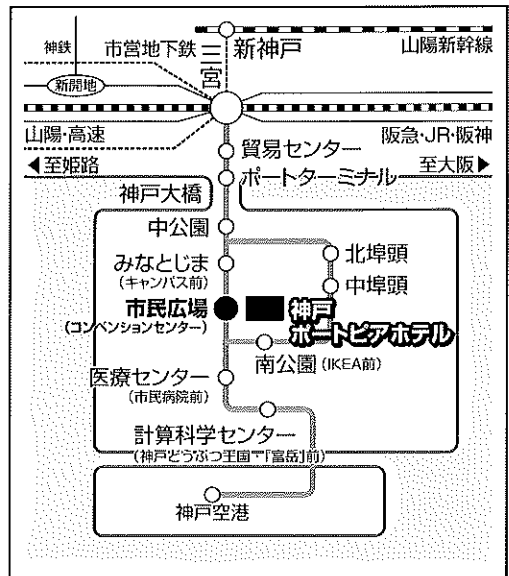 神鉄
市営地下鉄
三宮
新神戸
山陽新幹線
新開地
山陽・高速
阪急・JR・阪神
◀至姫路
至大阪▶
貿易センター
ポートターミナル
神戸大橋
中公園
北埠頭
みなとじま
(キャンパス前)
中埠頭
市民広場
(コンベンションセンター)
神戸
ポートピアホテル
南公園(IKEA前)
医療センター
(市民病院前)
計算科学センター
(神戸どうぶつ王国・「富岳」前)
神戸空港